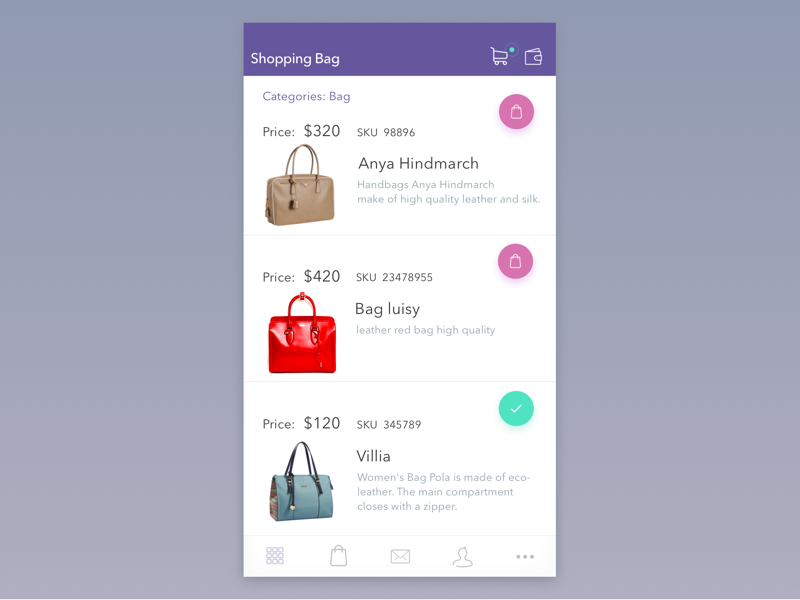 Shopping Bag
Categories: Bag
Price: $320 SKU 98896
Anya Hindmarch
Handbags Anya Hindmarch
make of high quality leather and silk.
Price: $420 SKU 23478955
Bag luisy
leather red bag high quality
Price: $120 SKU 345789
Villia
Women's Bag Pola is made of eco-
leather. The main compartment
closes with a zipper.